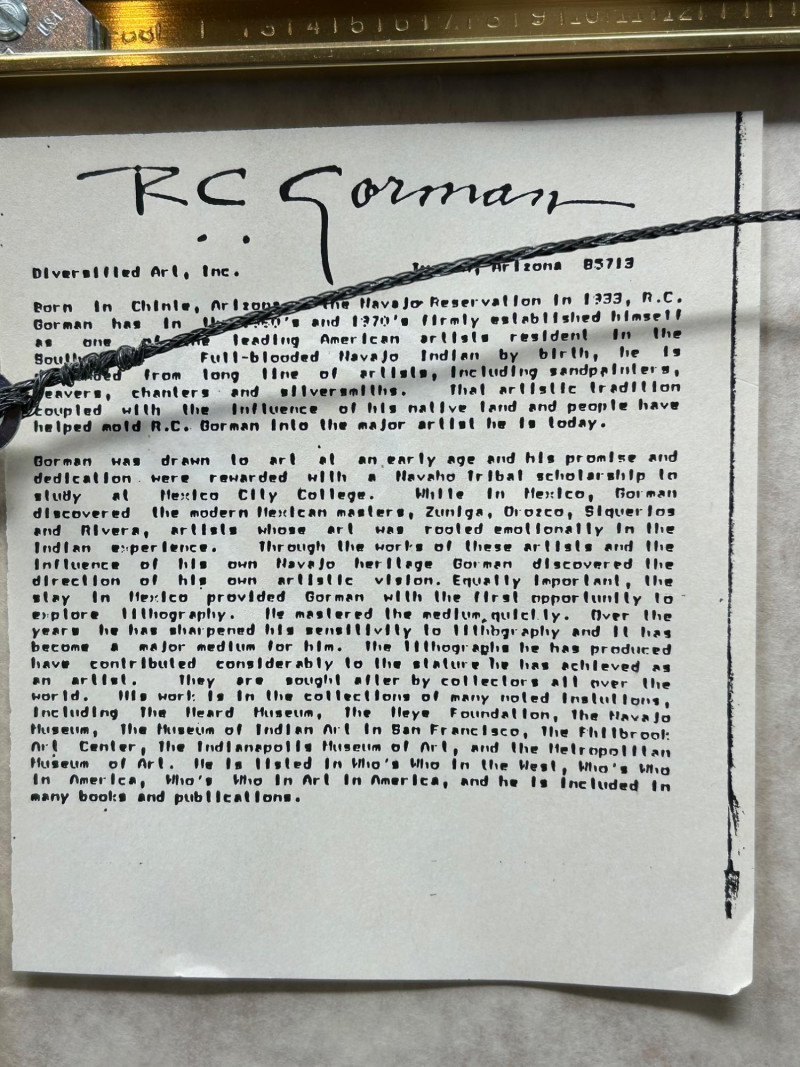 USA
3 4 5 6 7 8 9 10 11 12
R.C. Gorman
Diversified Art, Inc. Arizona 85713
Born in Chinle, Arizona the Navajo Reservation in 1933, R.C.
Gorman has in the and 1970's firmly established himself
as one the leading American artists resident in the
Full-blooded Navajo Indian by birth, he is
from long line of artists, including sandpainters,
weavers, chanters and silversmiths. That artistic tradition
coupled with the influence of his native land and people have
helped mold R.C. Gorman into the major artist he is today.
Gorman was drawn to art at an early age and his promise and
dedication were rewarded with a Navaho tribal scholarship to
study at Mexico City College. While in Mexico, Gorman
discovered the modern Mexican masters, Zuniga, Orozco, Siquerios
and Rivera, artists whose art was rooted emotionally in the
Indian experience. Through the works of these artists and the
influence of his own Navajo heritage Gorman discovered the
direction of his own artistic vision. Equally important, the
stay in Mexico provided Gorman with the first opportunity to
explore lithography. He mastered the medium quickly. Over the
years he has sharpened his sensitivity to lithography and it has
become a major medium for him. The lithographs he has produced
have contributed considerably to the stature he has achieved as
an artist. They are sought after by collectors all over the
world. His work is in the collections of many noted instutions,
including The Heard Museum, The Heye Foundation, The Navajo
Museum, The Museum of Indian Art in San Francisco, The Philbrook
Art Center, The Indianapolis Museum of Art, and the Metropolitan
Museum of Art. He is listed in Who's Who in the West, Who's Who
in America, Who's Who in Art in America, and he is included in
many books and publications.